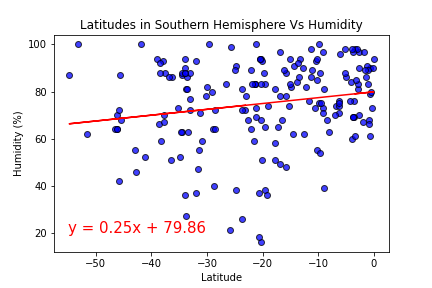 Latitudes in Southern Hemisphere Vs Humidity
100
80
60
40
20
Humidity (%)
y = 0.25x + 79.86
−50 −40 −30 −20 −10 0
Latitude